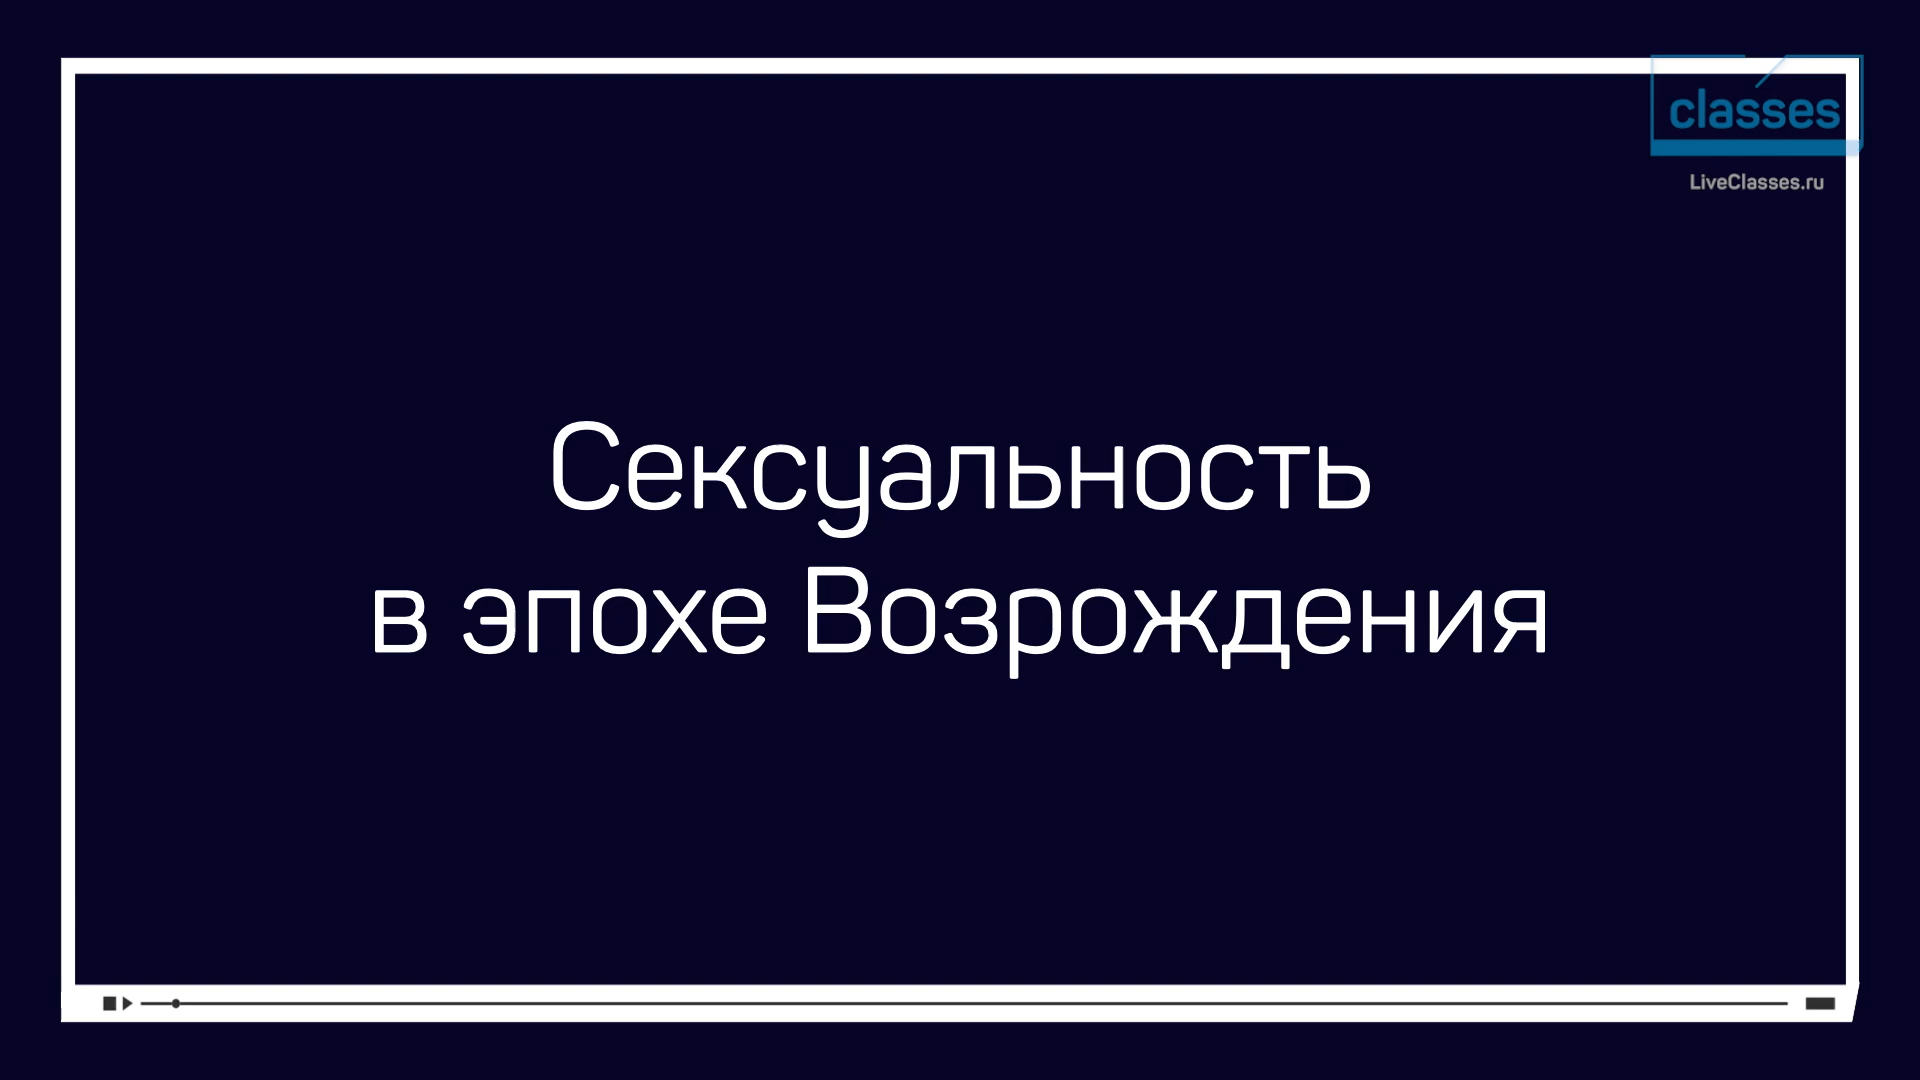 classes
LiveClasses.ru
Сексуальность
в эпохе Возрождения